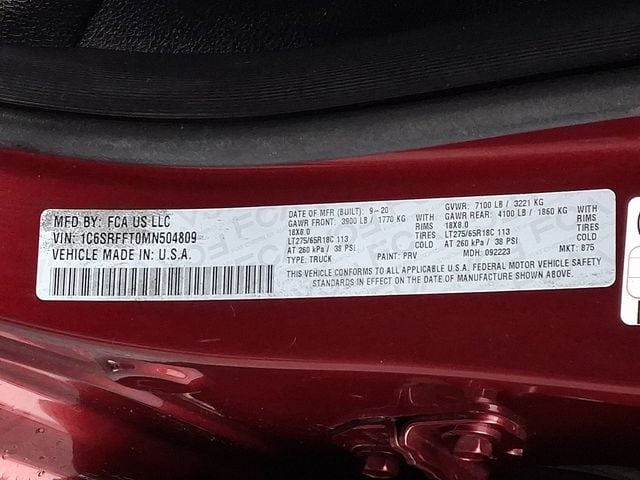 MFD BY: FCA US LLC
VIN: 1C6SRFFT0MN504809
VEHICLE MADE IN: U.S.A.
DATE OF MFR (BUILT): 9-20
GAWR FRONT: 3900 LB / 1770 KG WITH
18X8.0 RIMS
LT275/65R18C 113 TIRES
AT 260 kPa / 38 PSI COLD
TYPE: TRUCK PAINT: PRV
GVWR: 7100 LB / 3221 KG
GAWR REAR: 4100 LB / 1860 KG WITH
18X8.0 RIMS
LT275/65R18C 113 TIRES
AT 260 kPa / 38 PSI COLD
MDH: 092223 MKT: 875
THIS VEHICLE CONFORMS TO ALL APPLICABLE U.S.A. FEDERAL MOTOR VEHICLE SAFETY
STANDARDS IN EFFECT ON THE DATE OF MANUFACTURE SHOWN ABOVE.